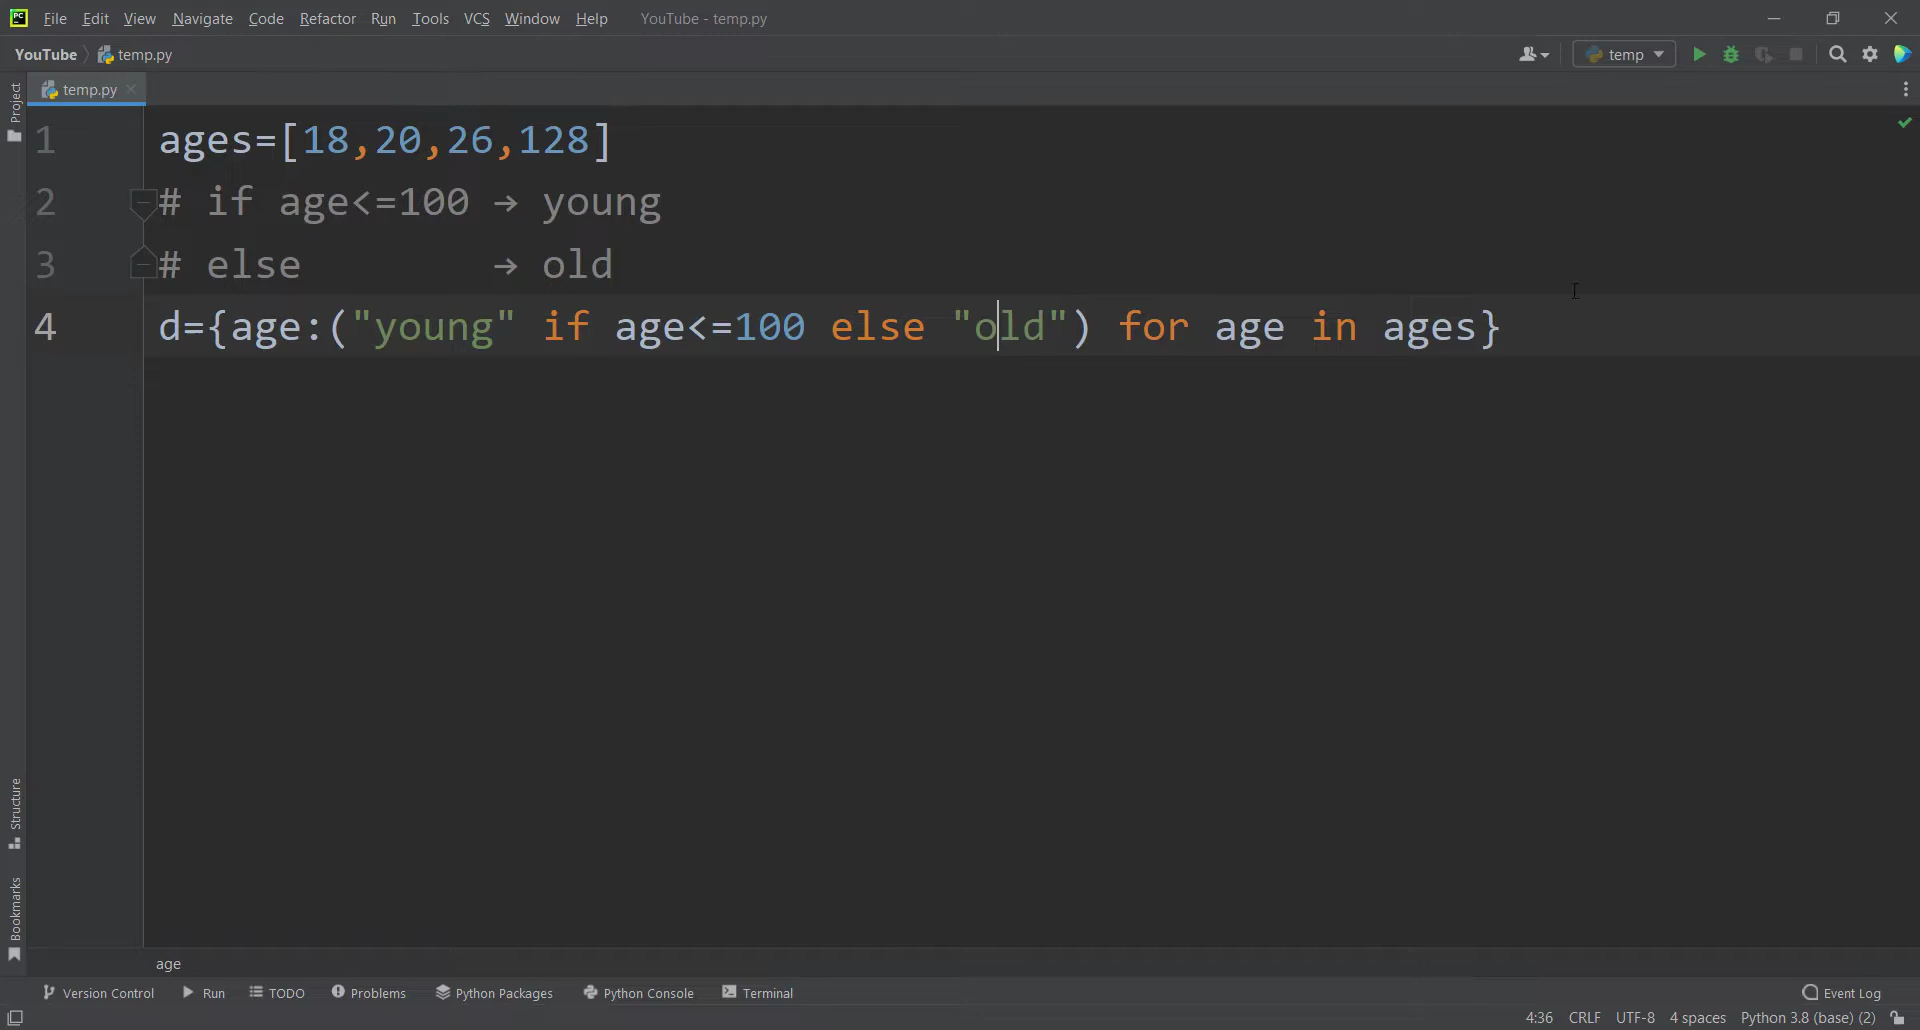 PC File Edit View Navigate Code Refactor Run Tools VCS Window Help YouTube - temp.py
YouTube temp.py temp
Project temp.py
1 ages=[18,20,26,128]
2 # if age<=100 → young
3 # else → old
4 d={age:("young" if age<=100 else "old") for age in ages}
Structure
Bookmarks
age
Version Control Run TODO Problems Python Packages Python Console Terminal Event Log
4:36 CRLF UTF-8 4 spaces Python 3.8 (base) (2)